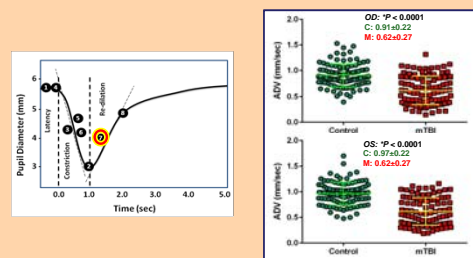 6
5
4
3
Pupil Diameter (mm)
Latency
Constriction
Re-dilation
1
4
3
5
6
2
8
0.0 1.0 2.0 3.0 4.0 5.0
Time (sec)
OD: *P < 0.0001
C: 0.91±0.22
M: 0.62±0.27
2.0
1.5
1.0
0.5
0.0
ADV (mm/sec)
Control mTBI
OS: *P < 0.0001
C: 0.97±0.22
M: 0.62±0.27
2.0
1.5
1.0
0.5
0.0
ADV (mm/sec)
Control mTBI